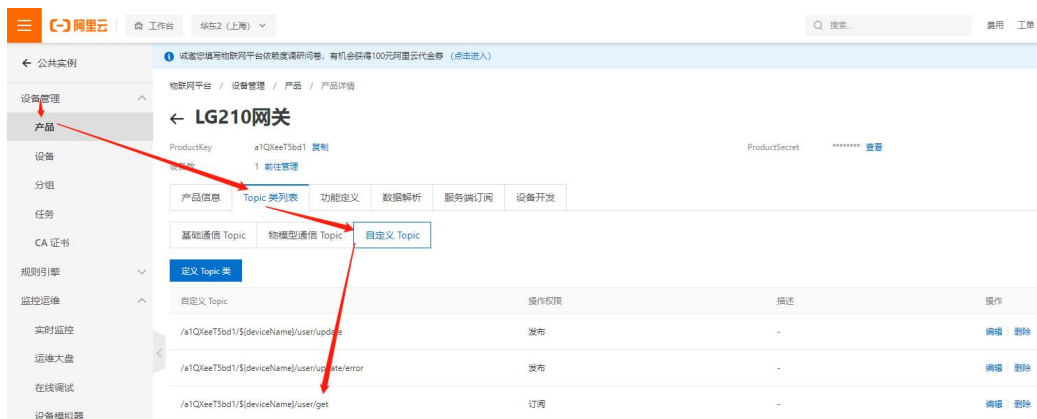 阿里云 工作台 华东2（上海） 搜索... 费用 工单
← 公共实例
设备管理
产品
设备
分组
任务
CA 证书
规则引擎
监控运维
实时监控
运维大盘
在线调试
设备模拟器
诚邀您填写物联网平台依赖度调研问卷，有机会获得100元阿里云代金券 （点击进入）
物联网平台 / 设备管理 / 产品 / 产品详情
← LG210网关
ProductKey a1QXeeT5bd1 复制 ProductSecret ******** 查看
设备数 1 前往管理
产品信息 Topic 类列表 功能定义 数据解析 服务端订阅 设备开发
基础通信 Topic 物模型通信 Topic 自定义 Topic
定义 Topic 类
自定义 Topic 操作权限 描述 操作
/a1QXeeT5bd1/${deviceName}/user/update 发布 - 编辑 删除
/a1QXeeT5bd1/${deviceName}/user/update/error 发布 - 编辑 删除
/a1QXeeT5bd1/${deviceName}/user/get 订阅 - 编辑 删除